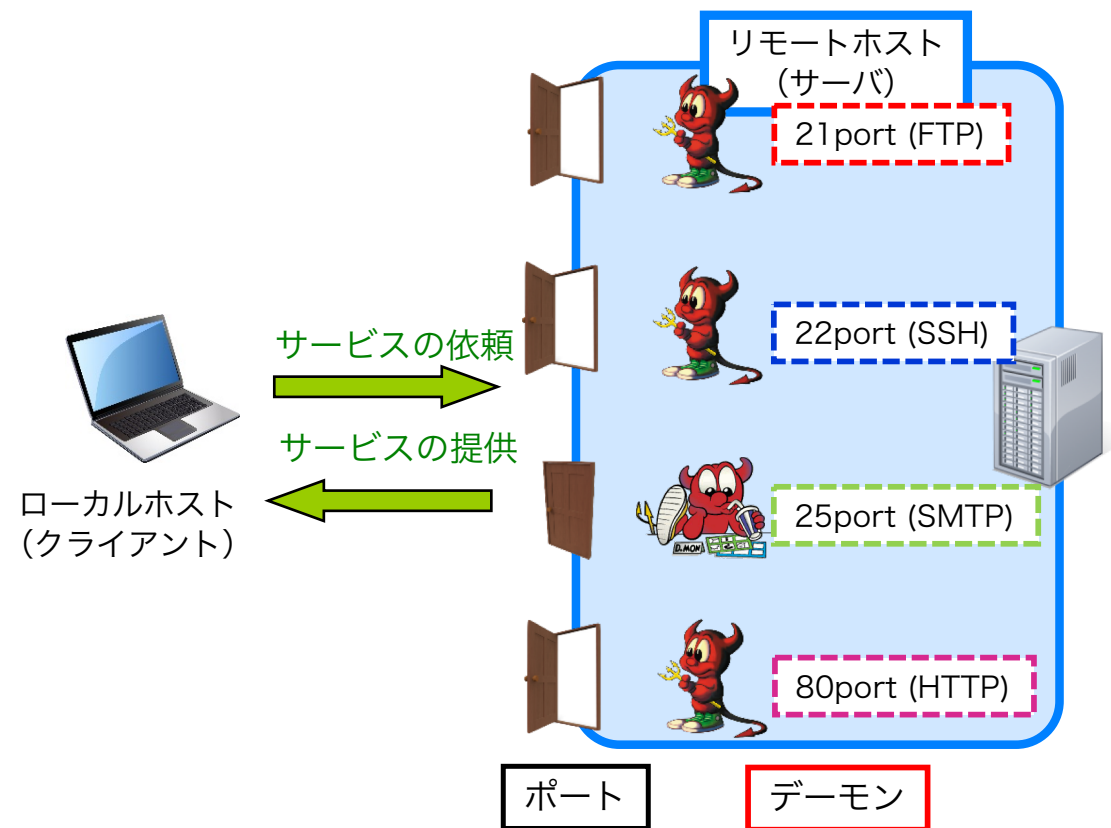 リモートホスト
（サーバ）
21port (FTP)
22port (SSH)
サービスの依頼
サービスの提供
ローカルホスト
（クライアント）
25port (SMTP)
D.MON
80port (HTTP)
ポート
デーモン